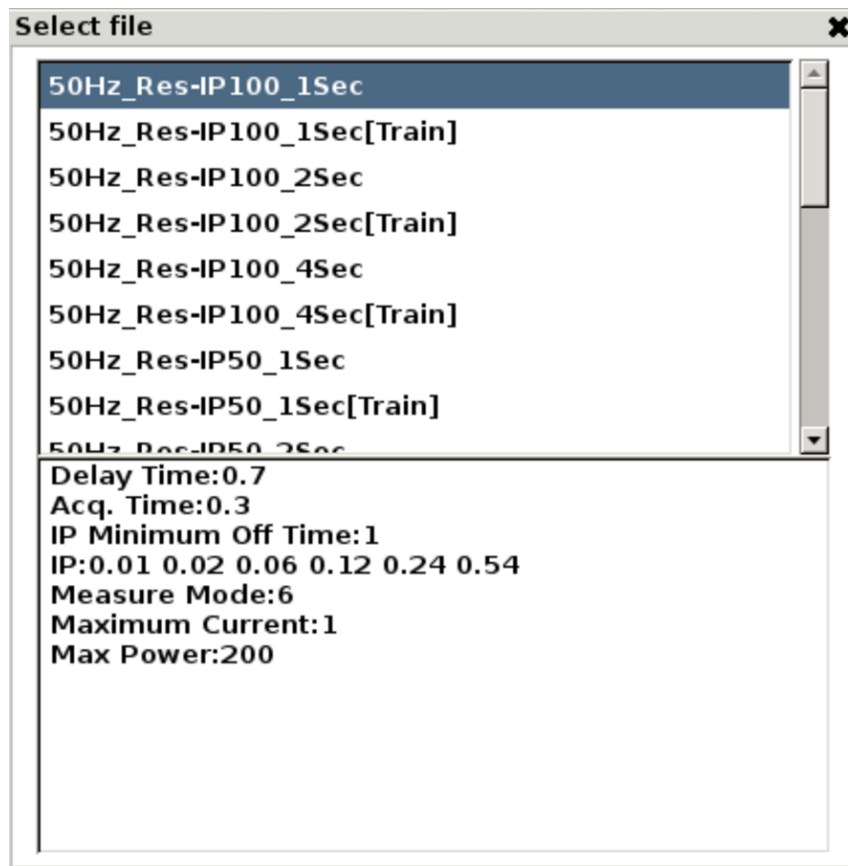 Select file
50Hz_Res-IP100_1Sec
50Hz_Res-IP100_1Sec[Train]
50Hz_Res-IP100_2Sec
50Hz_Res-IP100_2Sec[Train]
50Hz_Res-IP100_4Sec
50Hz_Res-IP100_4Sec[Train]
50Hz_Res-IP50_1Sec
50Hz_Res-IP50_1Sec[Train]
50Hz_Res-IP50_2Sec
Delay Time:0.7
Acq. Time:0.3
IP Minimum Off Time:1
IP:0.01 0.02 0.06 0.12 0.24 0.54
Measure Mode:6
Maximum Current:1
Max Power:200